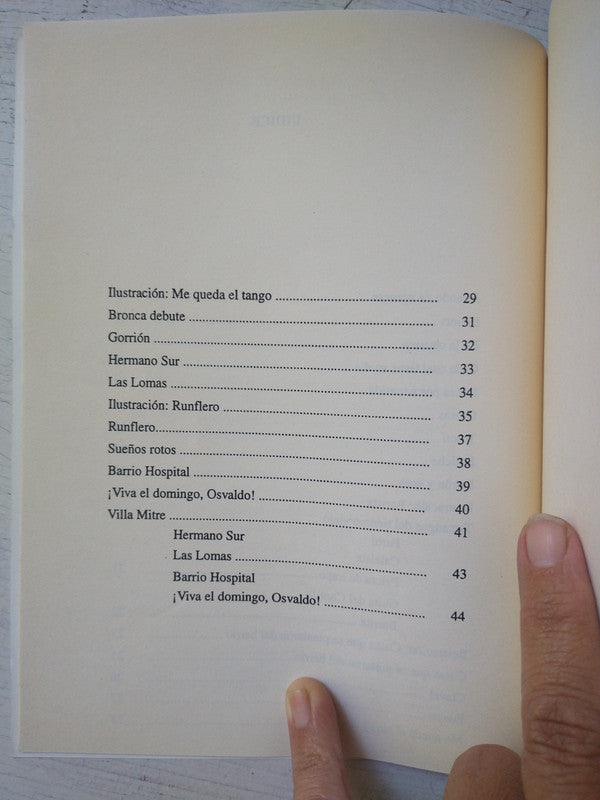 Ilustración: Me queda el tango ............................................. 29
Bronca debute ............................................. 31
Gorrión ............................................. 32
Hermano Sur ............................................. 33
Las Lomas ............................................. 34
Ilustración: Runflero ............................................. 35
Runflero............................................. 37
Sueños rotos ............................................. 38
Barrio Hospital ............................................. 39
¡Viva el domingo, Osvaldo! ............................................. 40
Villa Mitre ............................................. 41
Hermano Sur
Las Lomas ............................................. 43
Barrio Hospital
¡Viva el domingo, Osvaldo! ............................. 44